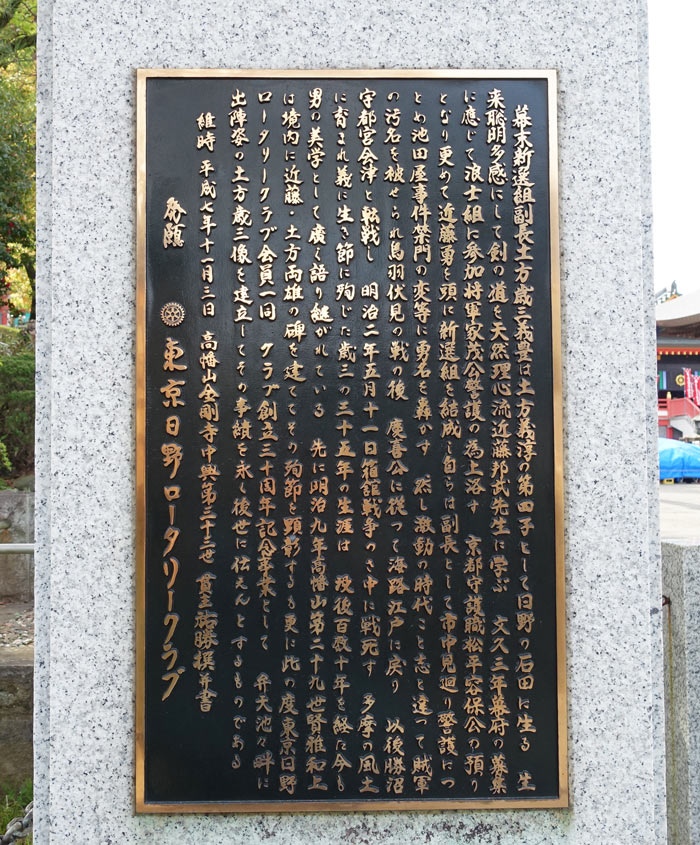 幕末新選組副長土方歳三義豊は土方義淳の第四子として日野の石田に生る 生
来聡明多感にして剣の道を天然理心流近藤邦武先生に学ぶ 文久三年幕府の募集
に応じて浪士組に参加将軍家茂公警護の為上洛す 京都守護職松平容保公の預り
となり更めて近藤勇を頭に新選組を結成し自らは副長として市中見廻り警護につ
とめ池田屋事件禁門の変等に勇名を轟かす 然し激動の時代こと志と違って賊軍
の汚名を被せられ鳥羽伏見の戦の後 慶喜公に従って海路江戸に戻り 以後勝沼
宇都宮会津と転戦し 明治二年五月十一日箱舘戦争のさ中に戦死す 多摩の風土
に育まれ義に生き節に殉じた歳三の三十五年の生涯は 歿後百数十年を経た今も
男の美学として廣く語り継がれている 先に明治九年高幡山第二十九世賢雅和上
は境内に近藤・土方両雄の碑を建ててその殉節を顕彰するも更に此の度東京日野
ロータリークラブ会員一同 クラブ創立三十周年記念事業として 弁天池々畔に
出陣姿の土方歳三像を建立してその事績を永く後世に伝えんとするものである
維時 平成七年十一月三日 高幡山金剛寺中興第三十二世 貫主祐勝撰并書
発願 東京日野ロータリークラブ